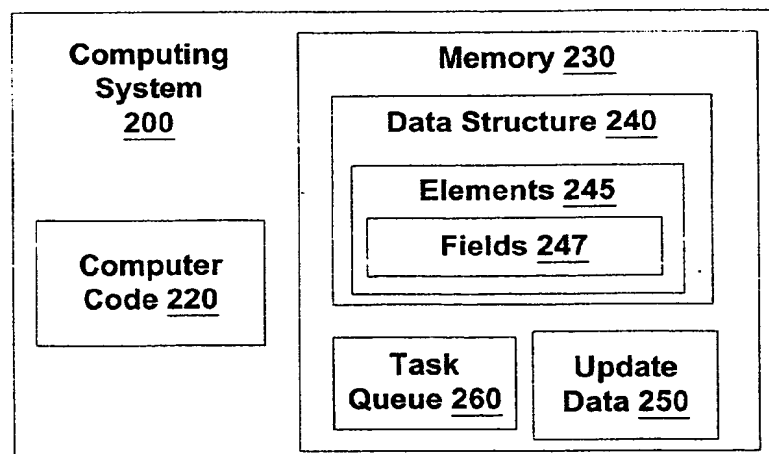 Computing
System
200
Memory 230
Data Structure 240
Elements 245
Fields 247
Computer
Code 220
Task
Queue 260
Update
Data 250